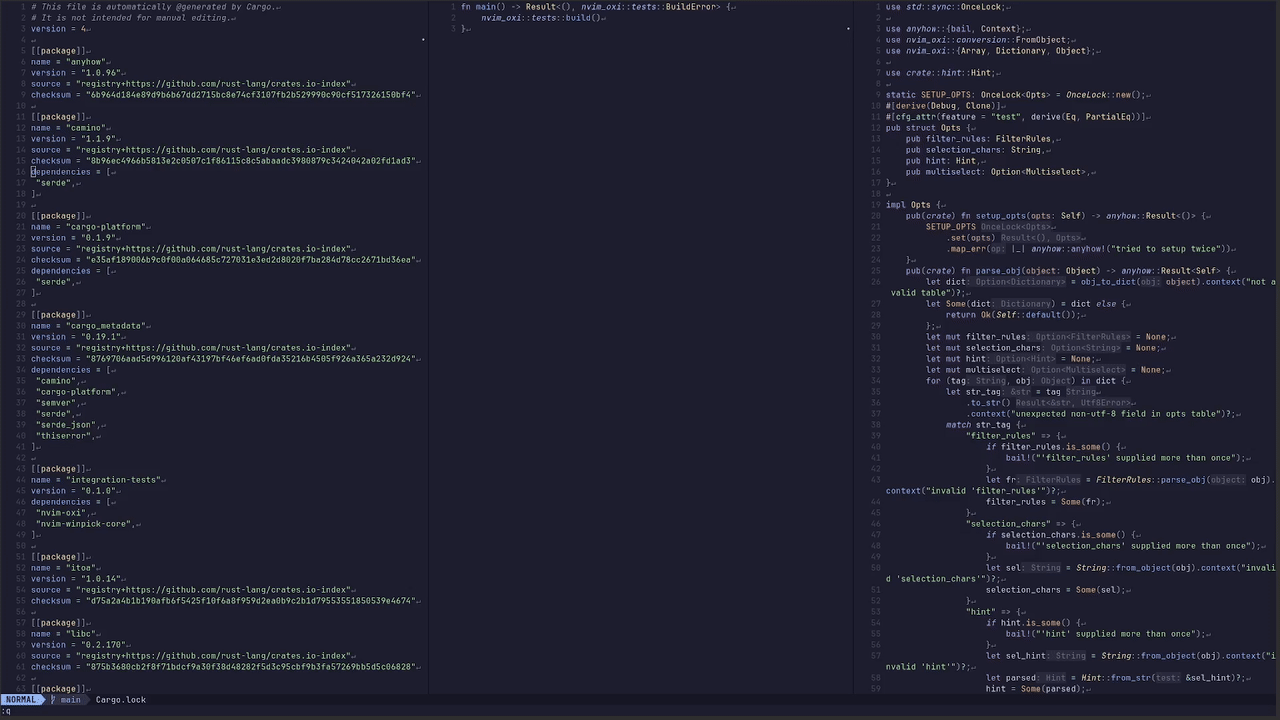 1 # This file is automatically @generated by Cargo.↵
2 # It is not intended for manual editing.↵
3 version = 4↵
4 ↵
5 [[package]]↵
6 name = "anyhow"↵
7 version = "1.0.96"↵
8 source = "registry+https://github.com/rust-lang/crates.io-index"↵
9 checksum = "6b964d184e89d9b6b67dd2715bc8e74cf3107fb2b529990c90cf517326150bf4"↵
10 ↵
11 [[package]]↵
12 name = "camino"↵
13 version = "1.1.9"↵
14 source = "registry+https://github.com/rust-lang/crates.io-index"↵
15 checksum = "8b96ec4966b5813e2c0507c1f86115c8c5abaadc3980879c3424042a02fd1ad3"↵
16 dependencies = [↵
17 "serde",↵
18 ]↵
19 ↵
20 [[package]]↵
21 name = "cargo-platform"↵
22 version = "0.1.9"↵
23 source = "registry+https://github.com/rust-lang/crates.io-index"↵
24 checksum = "e35af189006b9c0f00a064685c727031e3ed2d8020f7ba284d78cc2671bd36ea"↵
25 dependencies = [↵
26 "serde",↵
27 ]↵
28 ↵
29 [[package]]↵
30 name = "cargo_metadata"↵
31 version = "0.19.1"↵
32 source = "registry+https://github.com/rust-lang/crates.io-index"↵
33 checksum = "8769706aad5d996120af43197bf46ef6ad0fda35216b4505f926a365a232d924"↵
34 dependencies = [↵
35 "camino",↵
36 "cargo-platform",↵
37 "semver",↵
38 "serde",↵
39 "serde_json",↵
40 "thiserror",↵
41 ]↵
42 ↵
43 [[package]]↵
44 name = "integration-tests"↵
45 version = "0.1.0"↵
46 dependencies = [↵
47 "nvim-oxi",↵
48 "nvim-winpick-core",↵
49 ]↵
50 ↵
51 [[package]]↵
52 name = "itoa"↵
53 version = "1.0.14"↵
54 source = "registry+https://github.com/rust-lang/crates.io-index"↵
55 checksum = "d75a2a4b1b190afb6f5425f10f6a8f959d2ea0b9c2b1d79553551850539e4674"↵
56 ↵
57 [[package]]↵
58 name = "libc"↵
59 version = "0.2.170"↵
60 source = "registry+https://github.com/rust-lang/crates.io-index"↵
61 checksum = "875b3680cb2f8f71bdcf9a30f38d48282f5d3c95cbf9b3fa57269bb5d5c06828"↵
62 ↵
63 [[package]]↵
1 fn main() -> Result<(), nvim_oxi::tests::BuildError> {↵
2 nvim_oxi::tests::build()↵
3 }↵
1 use std::sync::OnceLock;↵
2 ↵
3 use anyhow::{bail, Context};↵
4 use nvim_oxi::conversion::FromObject;↵
5 use nvim_oxi::{Array, Dictionary, Object};↵
6 ↵
7 use crate::hint::Hint;↵
8 ↵
9 static SETUP_OPTS: OnceLock<Opts> = OnceLock::new();↵
10 #[derive(Debug, Clone)]↵
11 #[cfg_attr(feature = "test", derive(Eq, PartialEq))]↵
12 pub struct Opts {↵
13 pub filter_rules: FilterRules,↵
14 pub selection_chars: String,↵
15 pub hint: Hint,↵
16 pub multiselect: Option<Multiselect>,↵
17 }↵
18 ↵
19 impl Opts {↵
20 pub(crate) fn setup_opts(opts: Self) -> anyhow::Result<()> {↵
21 SETUP_OPTS OnceLock<Opts>↵
22 .set(opts) Result<(), Opts>↵
23 .map_err(op: |_| anyhow::anyhow!("tried to setup twice"))↵
24 }↵
25 pub(crate) fn parse_obj(object: Object) -> anyhow::Result<Self> {↵
26 let dict: Option<Dictionary> = obj_to_dict(obj: object).context("not a
valid table")?;↵
27 let Some(dict: Dictionary) = dict else {↵
28 return Ok(Self::default());↵
29 };↵
30 let mut filter_rules: Option<FilterRules> = None;↵
31 let mut selection_chars: Option<String> = None;↵
32 let mut hint: Option<Hint> = None;↵
33 let mut multiselect: Option<Multiselect> = None;↵
34 for (tag: String, obj: Object) in dict {↵
35 let str_tag: &str = tag String↵
36 .to_str() Result<&str, Utf8Error>↵
37 .context("unexpected non-utf-8 field in opts table")?;↵
38 match str_tag {↵
39 "filter_rules" => {↵
40 if filter_rules.is_some() {↵
41 bail!("'filter_rules' supplied more than once");↵
42 }↵
43 let fr: FilterRules = FilterRules::parse_obj(object: obj).
context("invalid 'filter_rules'")?;↵
44 filter_rules = Some(fr);↵
45 }↵
46 "selection_chars" => {↵
47 if selection_chars.is_some() {↵
48 bail!("'selection_chars' supplied more than once");↵
49 }↵
50 let sel: String = String::from_object(obj).context("invali
d 'selection_chars'")?;↵
51 selection_chars = Some(sel);↵
52 }↵
53 "hint" => {↵
54 if hint.is_some() {↵
55 bail!("'hint' supplied more than once");↵
56 }↵
57 let sel_hint: String = String::from_object(obj).context("i
nvalid 'hint'")?;↵
58 let parsed: Hint = Hint::from_str(test: &sel_hint)?;↵
59 hint = Some(parsed);↵
NORMAL main Cargo.lock
:q